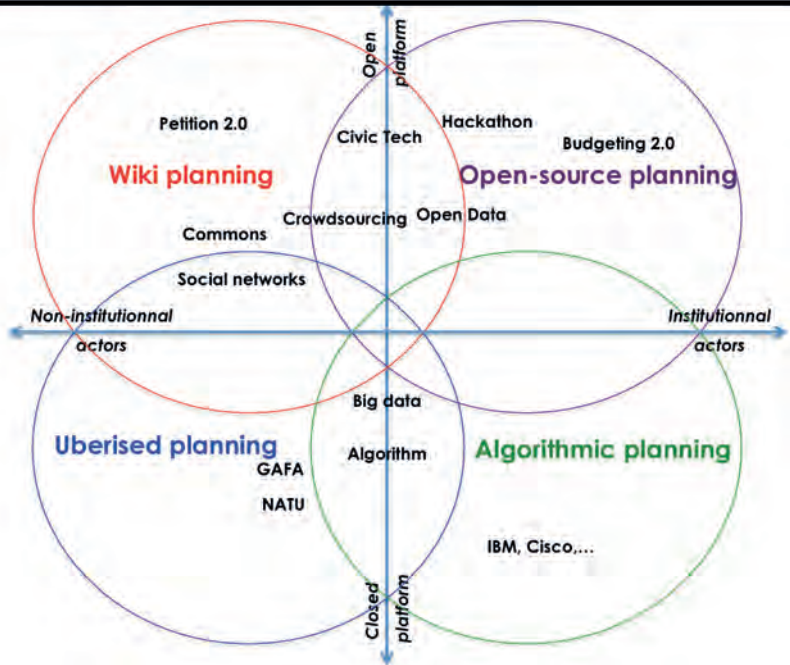 Open platform
Petition 2.0
Civic Tech
Hackathon
Budgeting 2.0
Wiki planning
Open-source planning
Crowdsourcing
Open Data
Commons
Social networks
Non-institutionnal
actors
Institutionnal
actors
Big data
Uberised planning
Algorithm
Algorithmic planning
GAFA
NATU
IBM, Cisco,...
Closed platform